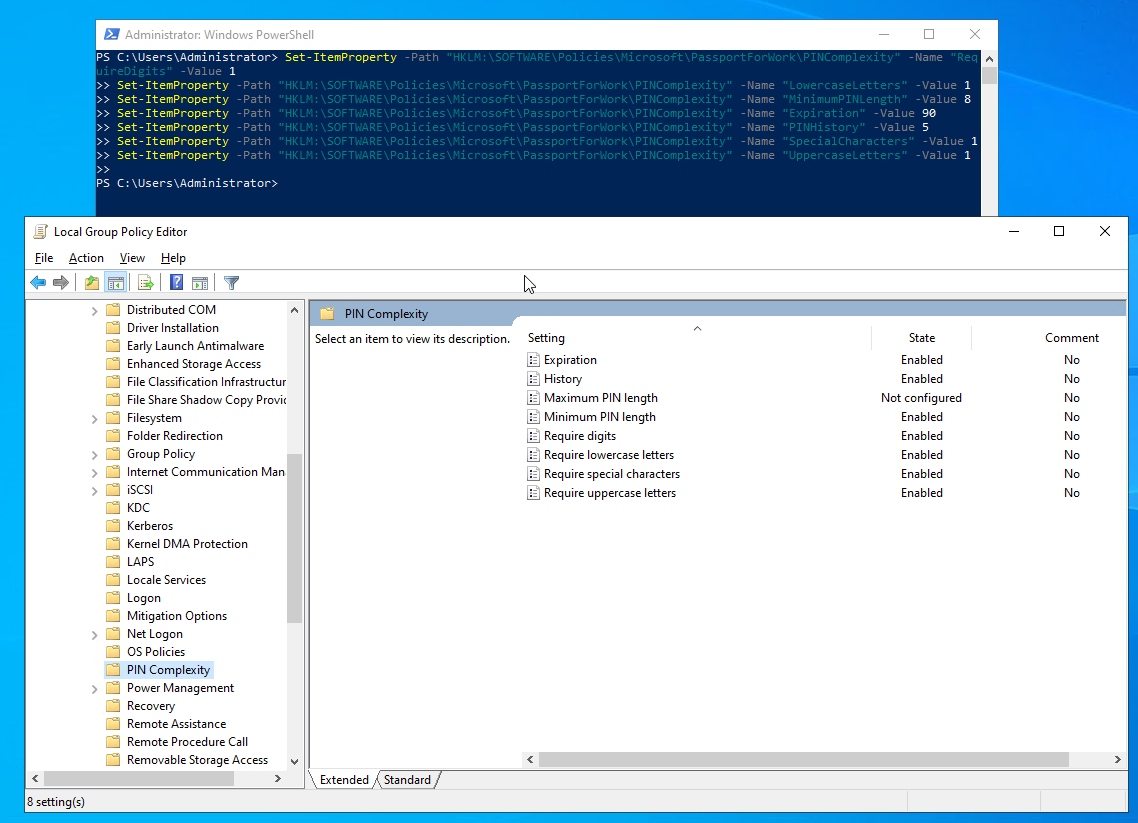 Administrator: Windows PowerShell
PS C:\Users\Administrator> Set-ItemProperty -Path "HKLM:\SOFTWARE\Policies\Microsoft\PassportForWork\PINComplexity" -Name "Req
uireDigits" -Value 1
>> Set-ItemProperty -Path "HKLM:\SOFTWARE\Policies\Microsoft\PassportForWork\PINComplexity" -Name "LowercaseLetters" -Value 1
>> Set-ItemProperty -Path "HKLM:\SOFTWARE\Policies\Microsoft\PassportForWork\PINComplexity" -Name "MinimumPINLength" -Value 8
>> Set-ItemProperty -Path "HKLM:\SOFTWARE\Policies\Microsoft\PassportForWork\PINComplexity" -Name "Expiration" -Value 90
>> Set-ItemProperty -Path "HKLM:\SOFTWARE\Policies\Microsoft\PassportForWork\PINComplexity" -Name "PINHistory" -Value 5
>> Set-ItemProperty -Path "HKLM:\SOFTWARE\Policies\Microsoft\PassportForWork\PINComplexity" -Name "SpecialCharacters" -Value 1
>> Set-ItemProperty -Path "HKLM:\SOFTWARE\Policies\Microsoft\PassportForWork\PINComplexity" -Name "UppercaseLetters" -Value 1
>>
PS C:\Users\Administrator>
Local Group Policy Editor
File Action View Help
Distributed COM
Driver Installation
Early Launch Antimalware
Enhanced Storage Access
File Classification Infrastructur
File Share Shadow Copy Provic
Filesystem
Folder Redirection
Group Policy
Internet Communication Man
iSCSI
KDC
Kerberos
Kernel DMA Protection
LAPS
Locale Services
Logon
Mitigation Options
Net Logon
OS Policies
PIN Complexity
Power Management
Recovery
Remote Assistance
Remote Procedure Call
Removable Storage Access
PIN Complexity
Select an item to view its description.
Setting State Comment
Expiration Enabled No
History Enabled No
Maximum PIN length Not configured No
Minimum PIN length Enabled No
Require digits Enabled No
Require lowercase letters Enabled No
Require special characters Enabled No
Require uppercase letters Enabled No
Extended Standard
8 setting(s)